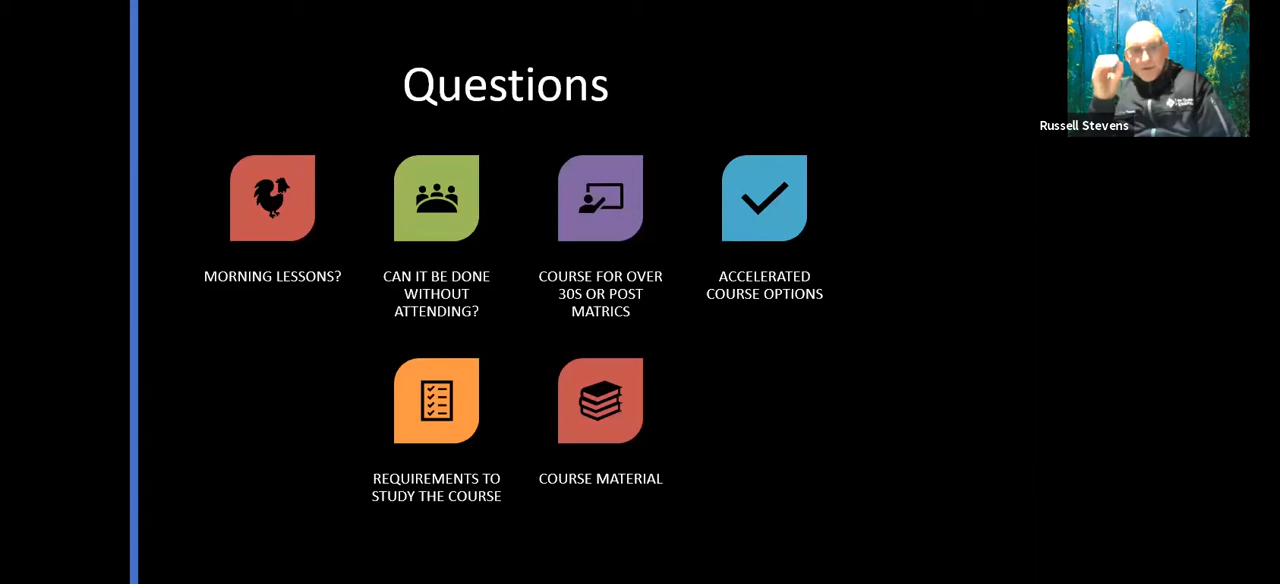 Questions
Russell Stevens
MORNING LESSONS?
CAN IT BE DONE
WITHOUT
ATTENDING?
COURSE FOR OVER
30S OR POST
MATRICS
ACCELERATED
COURSE OPTIONS
REQUIREMENTS TO
STUDY THE COURSE
COURSE MATERIAL